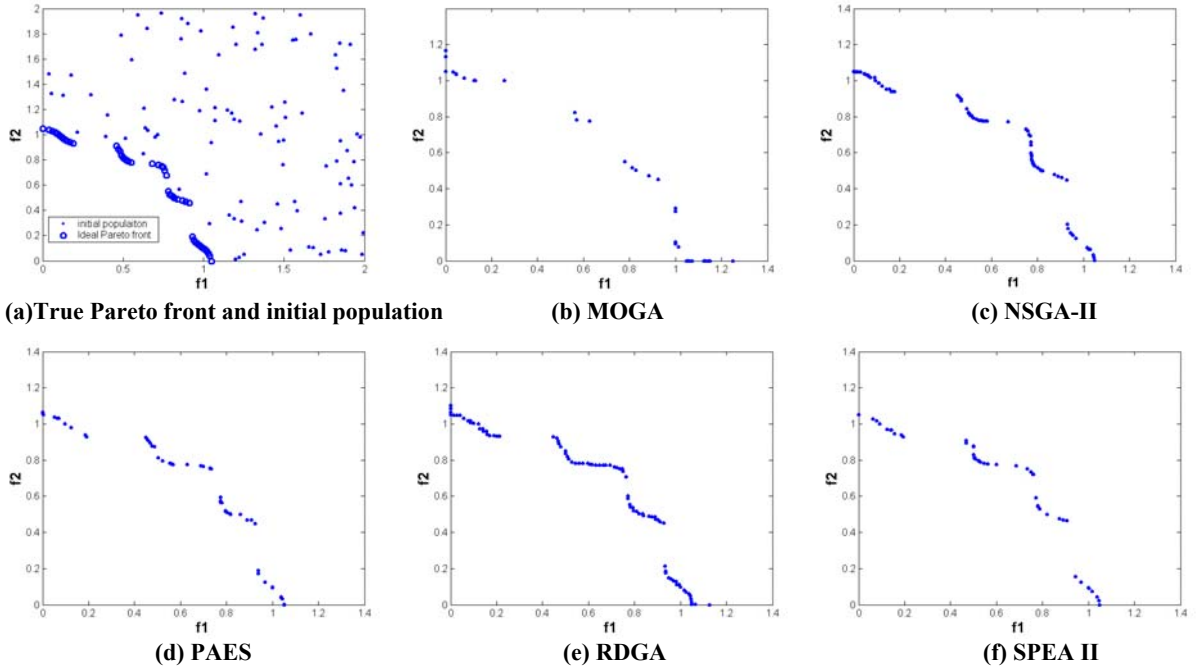 2
1.8
1.6
1.4
1.2
1
0.8
0.6
0.4
0.2
0
f2
initial populaiton
Ideal Pareto front
0 0.5 1 1.5 2
f1
(a)True Pareto front and initial population
1.2
1
0.8
0.6
0.4
0.2
0
f2
0 0.2 0.4 0.6 0.8 1 1.2 1.4
f1
(b) MOGA
1.4
1.2
1
0.8
0.6
0.4
0.2
0
f2
0 0.2 0.4 0.6 0.8 1 1.2 1.4
f1
(c) NSGA-II
1.4
1.2
1
0.8
0.6
0.4
0.2
0
f2
0 0.2 0.4 0.6 0.8 1 1.2 1.4
f1
(d) PAES
1.4
1.2
1
0.8
0.6
0.4
0.2
0
f2
0 0.2 0.4 0.6 0.8 1 1.2 1.4
f1
(e) RDGA
1.4
1.2
1
0.8
0.6
0.4
0.2
0
f2
0 0.2 0.4 0.6 0.8 1 1.2 1.4
f1
(f) SPEA II